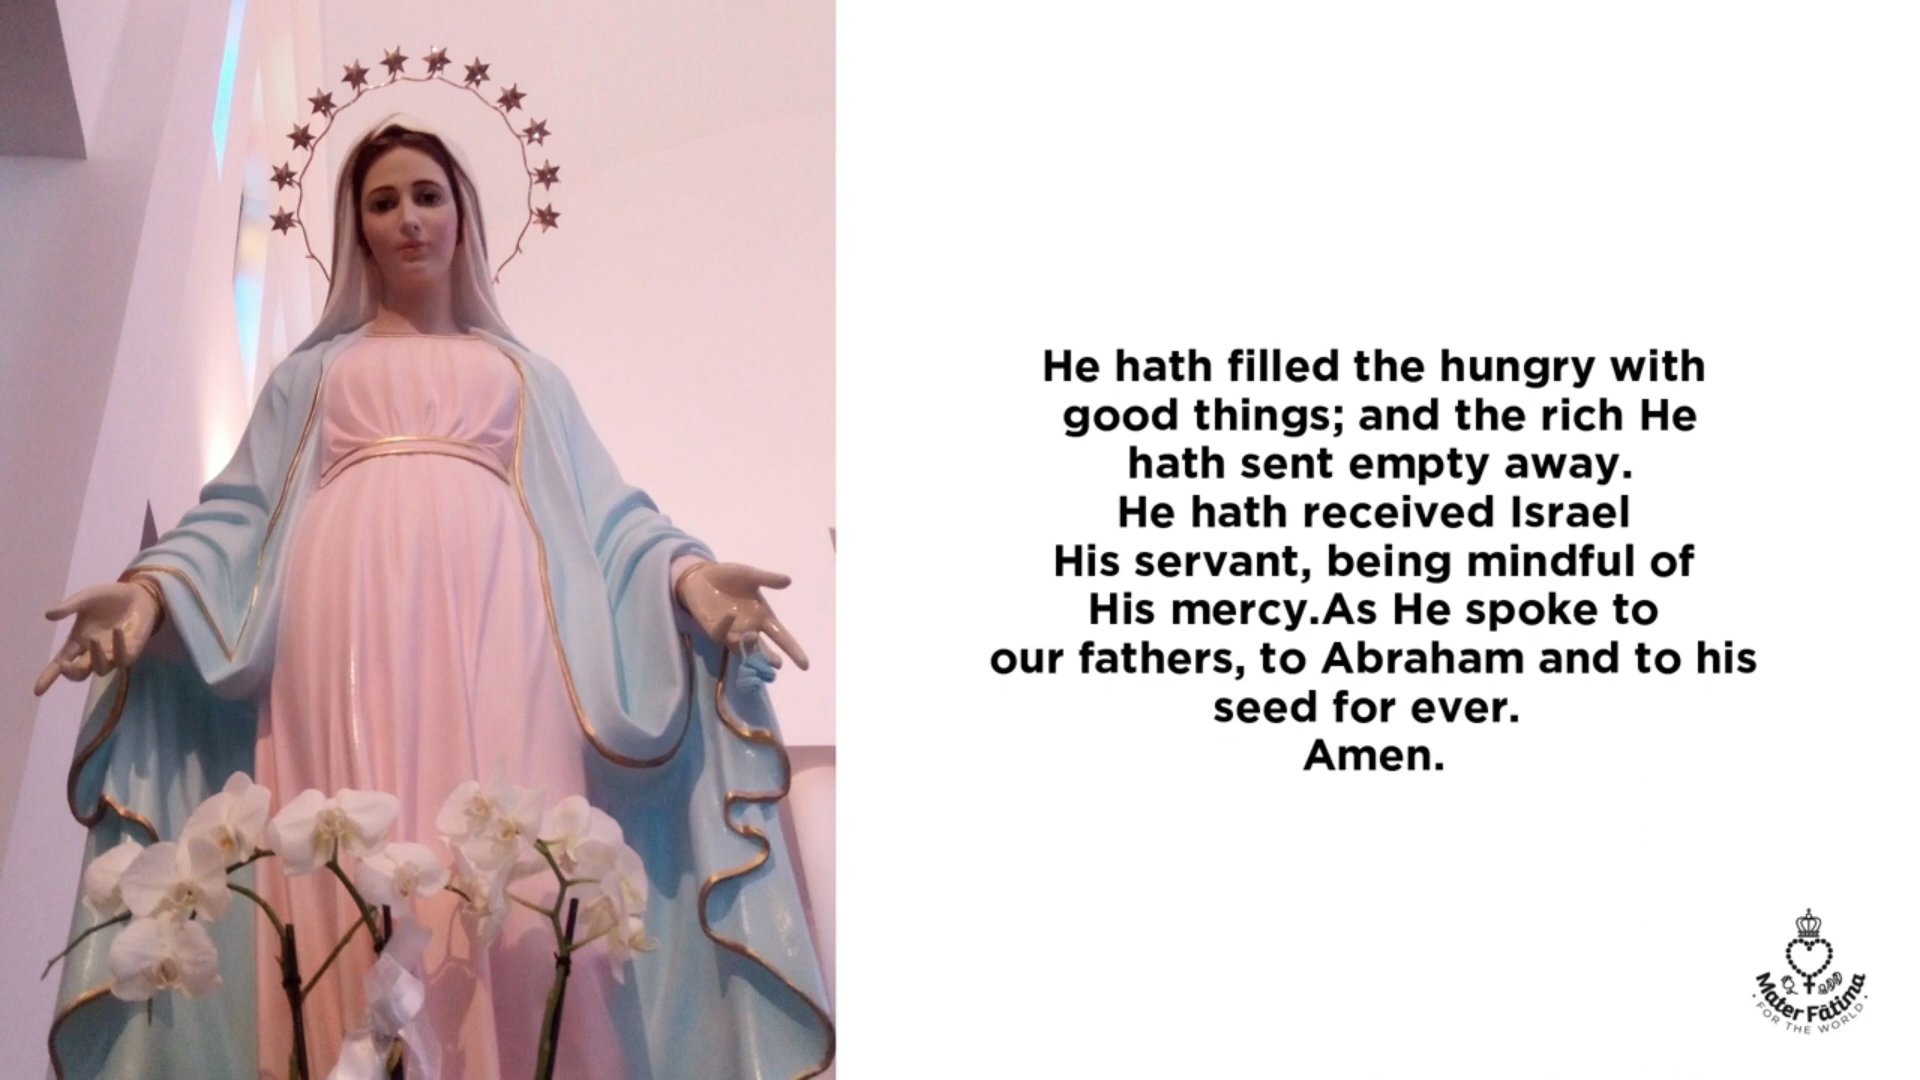 He hath filled the hungry with
good things; and the rich He
hath sent empty away.
He hath received Israel
His servant, being mindful of
His mercy.As He spoke to
our fathers, to Abraham and to his
seed for ever.
Amen.
Mater Fátima
FOR THE WORLD